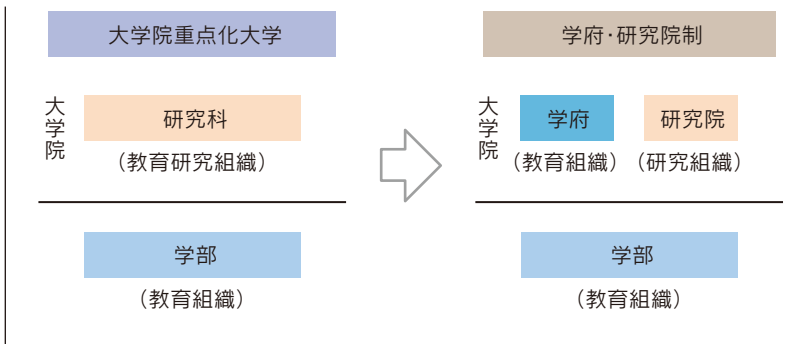 大学院重点化大学
大学院
研究科
（教育研究組織）
学部
（教育組織）
学府・研究院制
大学院
学府
（教育組織）
研究院
（研究組織）
学部
（教育組織）